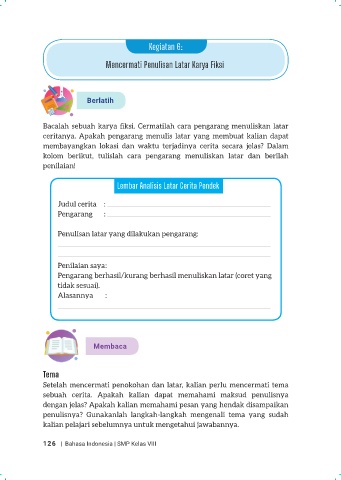 Kegiatan 6:
Mencermati Penulisan Latar Karya Fiksi
Berlatih
Bacalah sebuah karya fiksi. Cermatilah cara pengarang menuliskan latar
ceritanya. Apakah pengarang menulis latar yang membuat kalian dapat
membayangkan lokasi dan waktu terjadinya cerita secara jelas? Dalam
kolom berikut, tulislah cara pengarang menuliskan latar dan berilah
penilaian!
Lembar Analisis Latar Cerita Pendek
Judul cerita :
Pengarang :
Penulisan latar yang dilakukan pengarang:
Penilaian saya:
Pengarang berhasil/kurang berhasil menuliskan latar (coret yang
tidak sesuai).
Alasannya :
Membaca
Tema
Setelah mencermati penokohan dan latar, kalian perlu mencermati tema
sebuah cerita. Apakah kalian dapat memahami maksud penulisnya
dengan jelas? Apakah kalian memahami pesan yang hendak disampaikan
penulisnya? Gunakanlah langkah-langkah mengenali tema yang sudah
kalian pelajari sebelumnya untuk mengetahui jawabannya.
126 | Bahasa Indonesia | SMP Kelas VIII